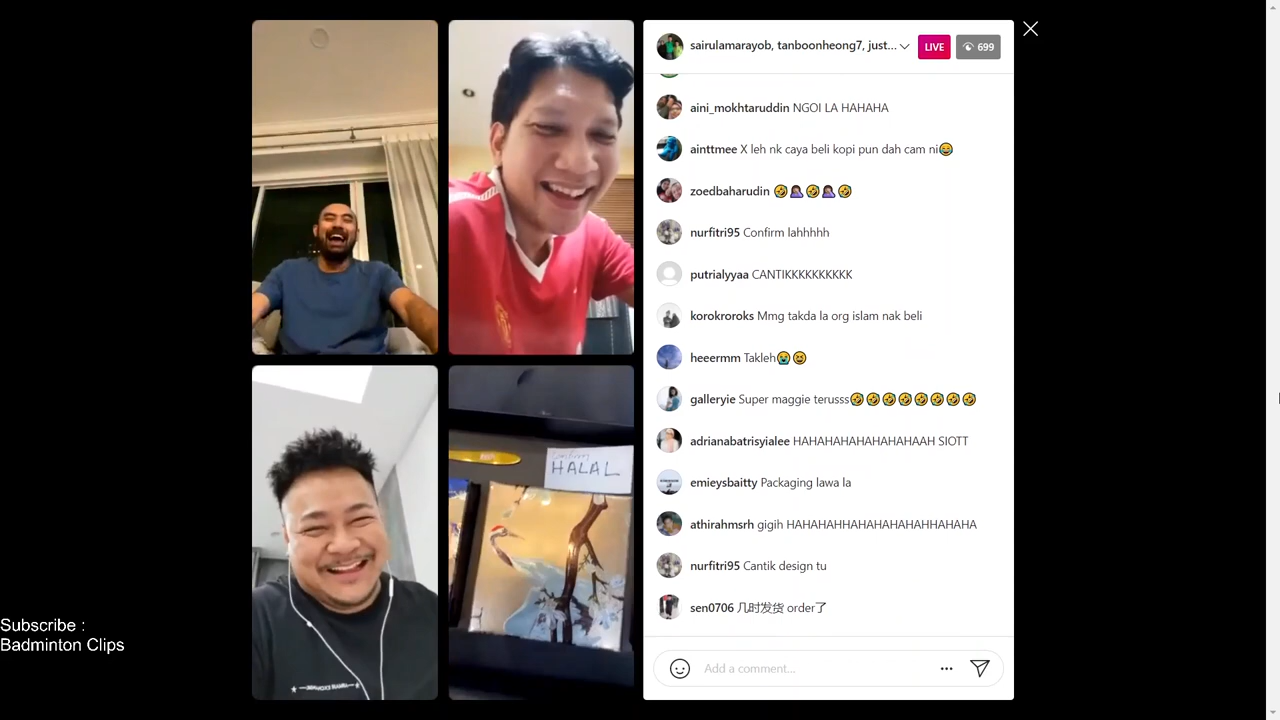 sairulamarayob, tanboonheong7, just...
LIVE
699
aini_mokhtaruddin NGOI LA HAHAHA
ainttmee X leh nk caya beli kopi pun dah cam ni😂
zoedbaharudin 🤣🤦🏽‍♀️🤣🤦🏽‍♀️🤣
nurfitri95 Confirm lahhhhh
putrialyyaa CANTIKKKKKKKKKK
korokroroks Mmg takda la org islam nak beli
heeermm Takleh😭😆
galleryie Super maggie terusss🤣🤣🤣🤣🤣🤣🤣🤣
adrianabatrisyialee HAHAHAHAHAHAHAHAAH SIOTT
emieysbaitty Packaging lawa la
athirahmsrh gigih HAHAHAHHAHAHAHAHAHHAHAHA
nurfitri95 Cantik design tu
sen0706 几时发货 order了
Add a comment...
Confirm
HALAL
Subscribe :
Badminton Clips